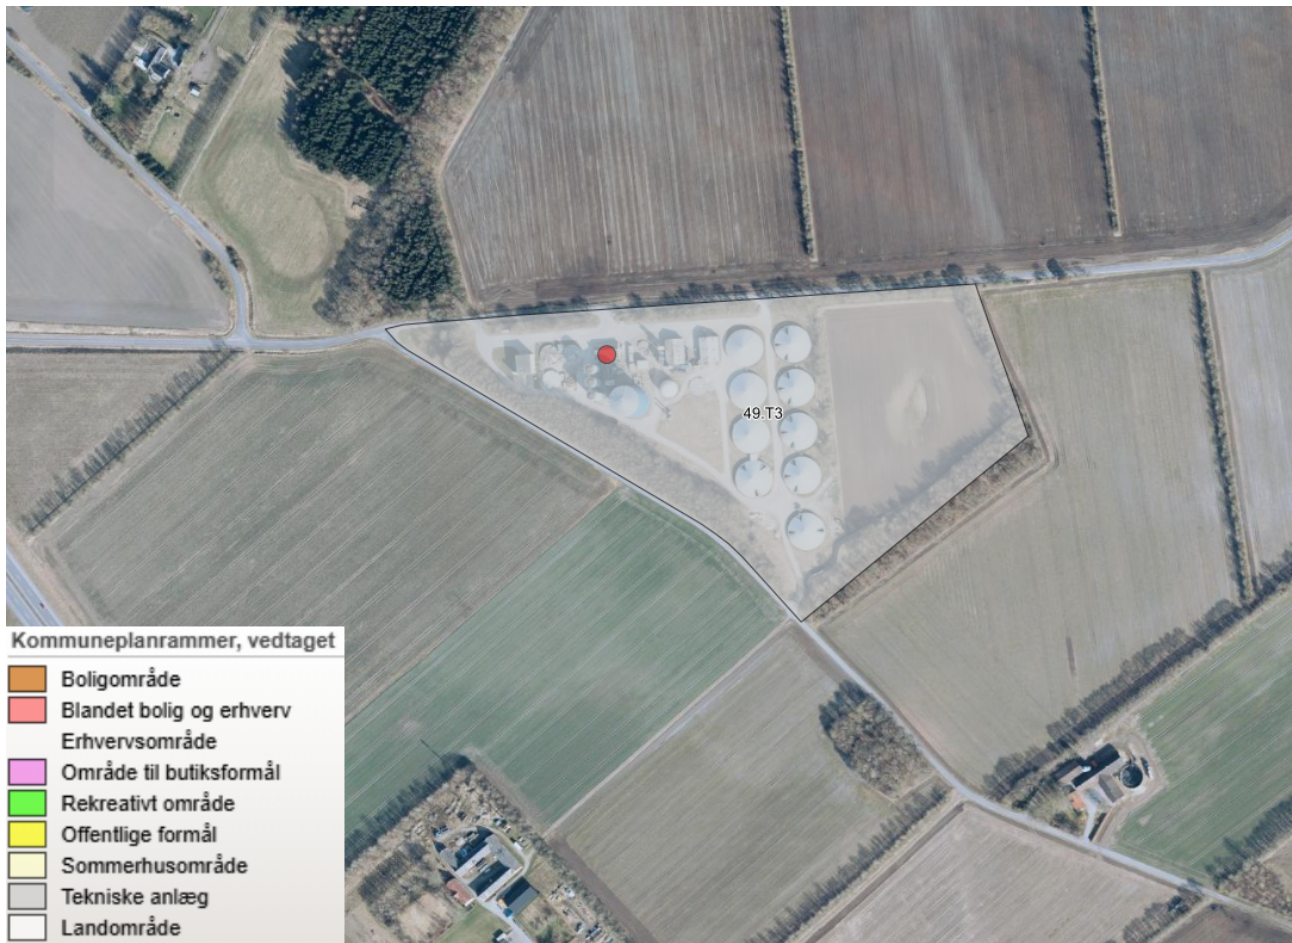 49.T3
Kommuneplanrammer, vedtaget
Boligområde
Blandet bolig og erhverv
Erhvervsområde
Område til butiksformål
Rekreativt område
Offentlige formål
Sommerhusområde
Tekniske anlæg
Landområde